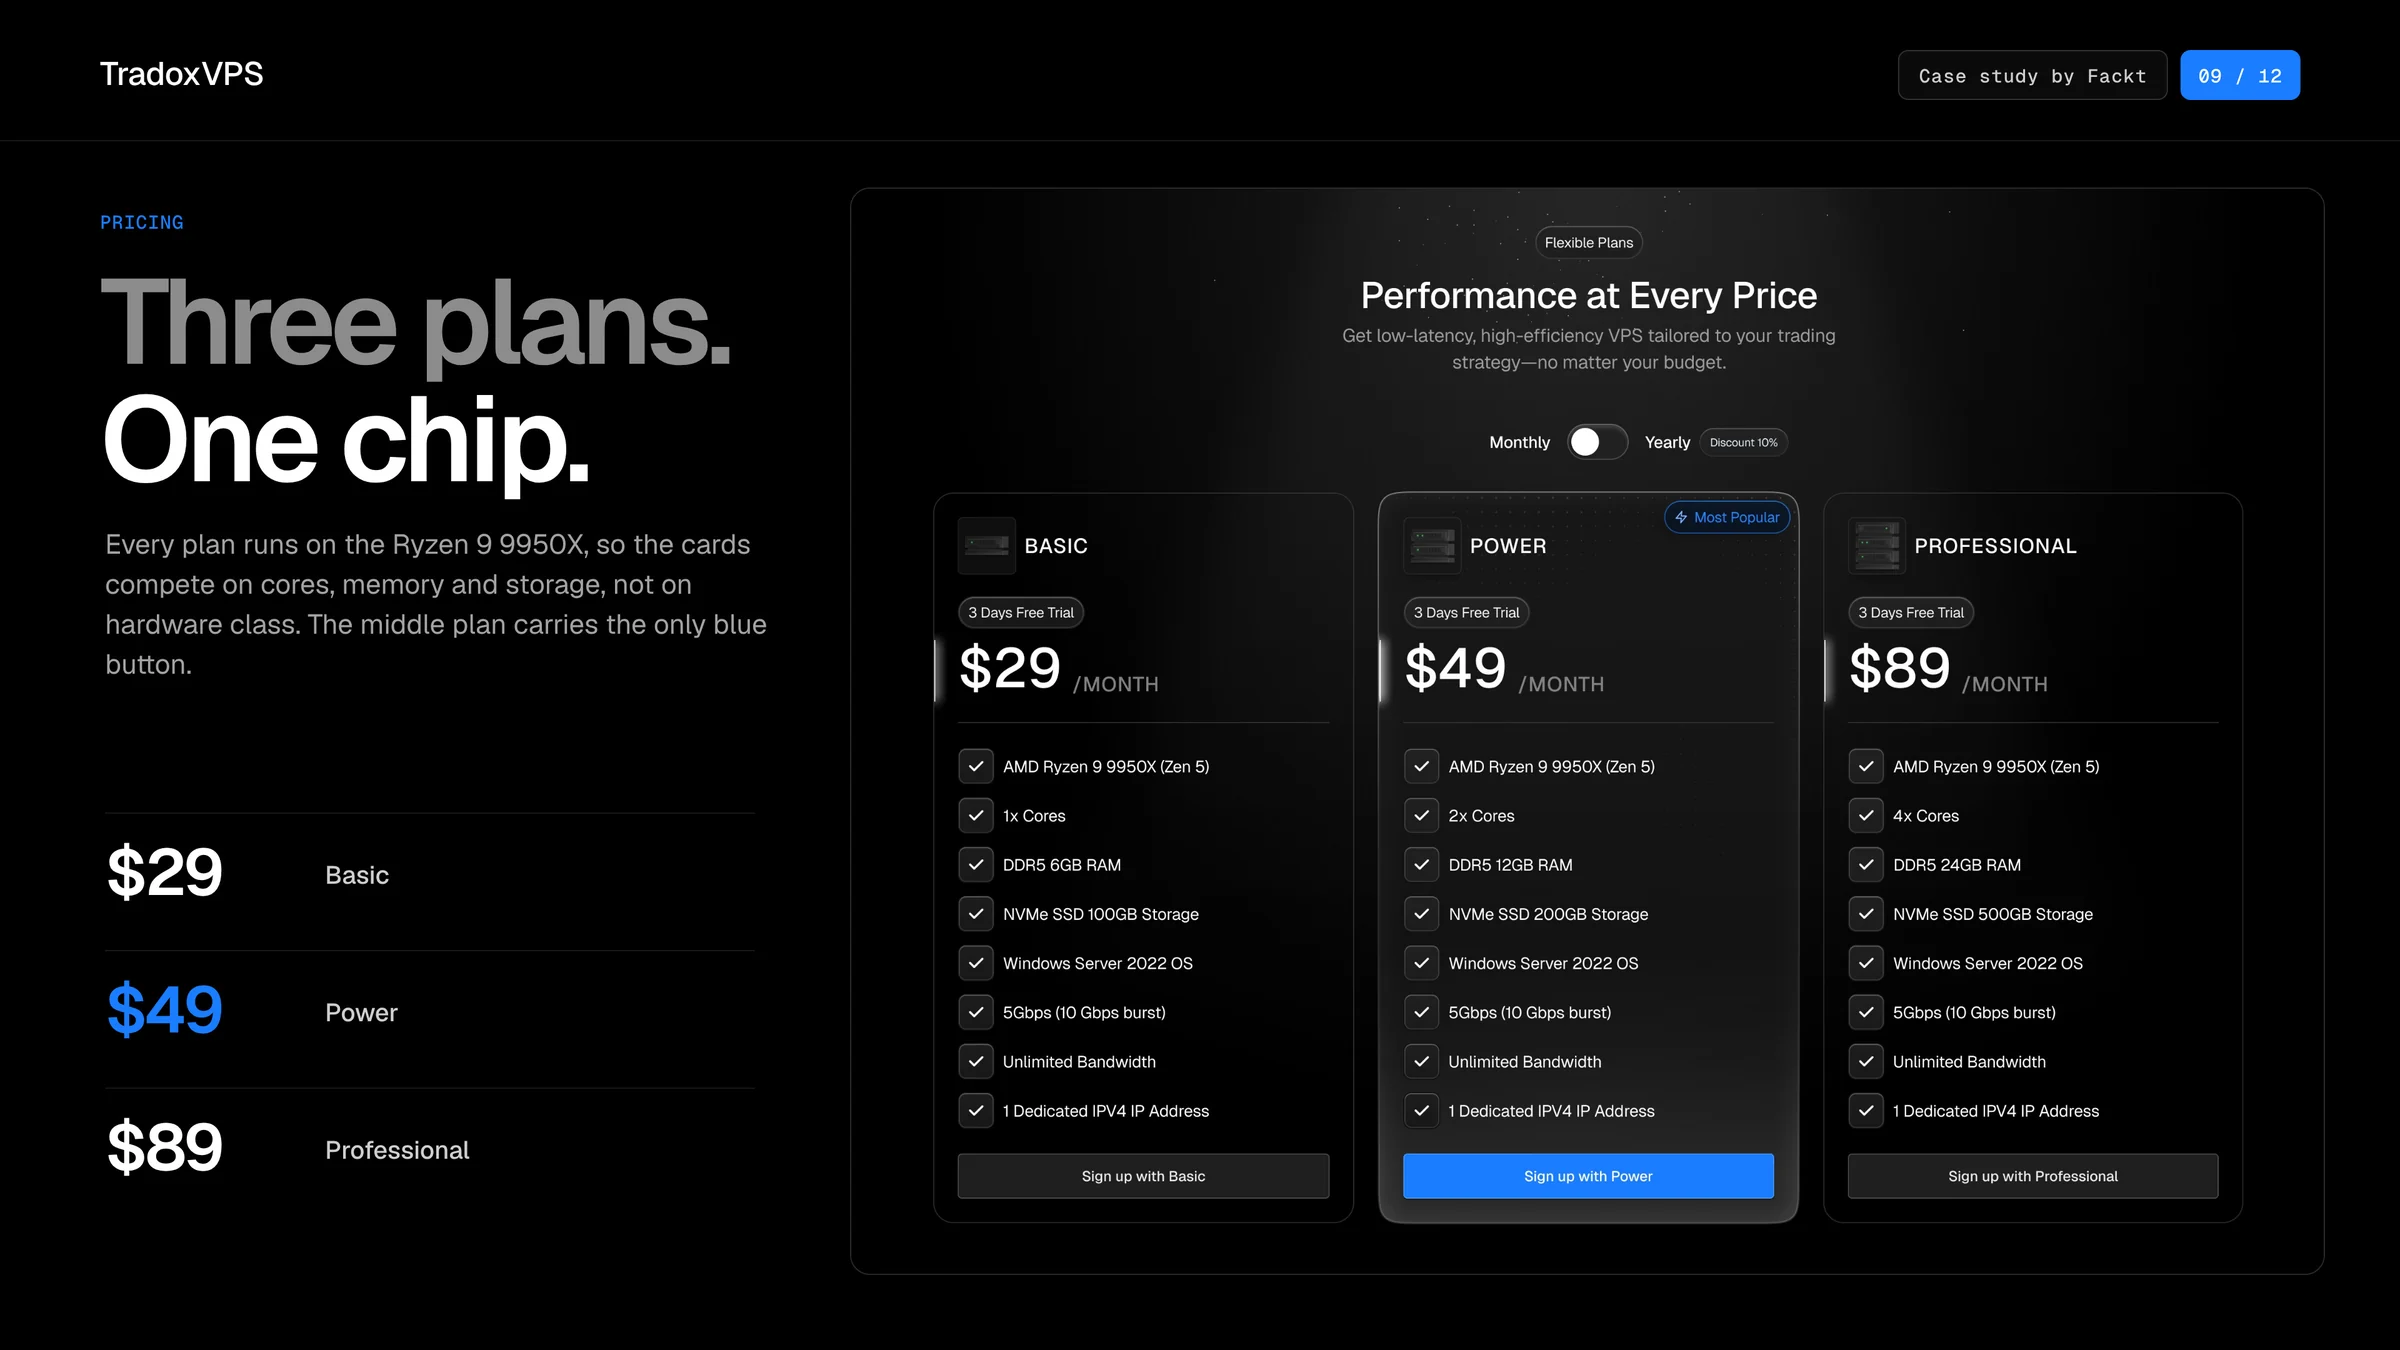 TradoxVPS
Case study by Fackt
09 / 12
PRICING
Three plans.
One chip.
Every plan runs on the Ryzen 9 9950X, so the cards
compete on cores, memory and storage, not on
hardware class. The middle plan carries the only blue
button.
$29
Basic
$49
Power
$89
Professional
Flexible Plans
Performance at Every Price
Get low-latency, high-efficiency VPS tailored to your trading
strategy—no matter your budget.
Monthly
Yearly
Discount 10%
BASIC
3 Days Free Trial
$29 /MONTH
AMD Ryzen 9 9950X (Zen 5)
1x Cores
DDR5 6GB RAM
NVMe SSD 100GB Storage
Windows Server 2022 OS
5Gbps (10 Gbps burst)
Unlimited Bandwidth
1 Dedicated IPV4 IP Address
Sign up with Basic
Most Popular
POWER
3 Days Free Trial
$49 /MONTH
AMD Ryzen 9 9950X (Zen 5)
2x Cores
DDR5 12GB RAM
NVMe SSD 200GB Storage
Windows Server 2022 OS
5Gbps (10 Gbps burst)
Unlimited Bandwidth
1 Dedicated IPV4 IP Address
Sign up with Power
PROFESSIONAL
3 Days Free Trial
$89 /MONTH
AMD Ryzen 9 9950X (Zen 5)
4x Cores
DDR5 24GB RAM
NVMe SSD 500GB Storage
Windows Server 2022 OS
5Gbps (10 Gbps burst)
Unlimited Bandwidth
1 Dedicated IPV4 IP Address
Sign up with Professional